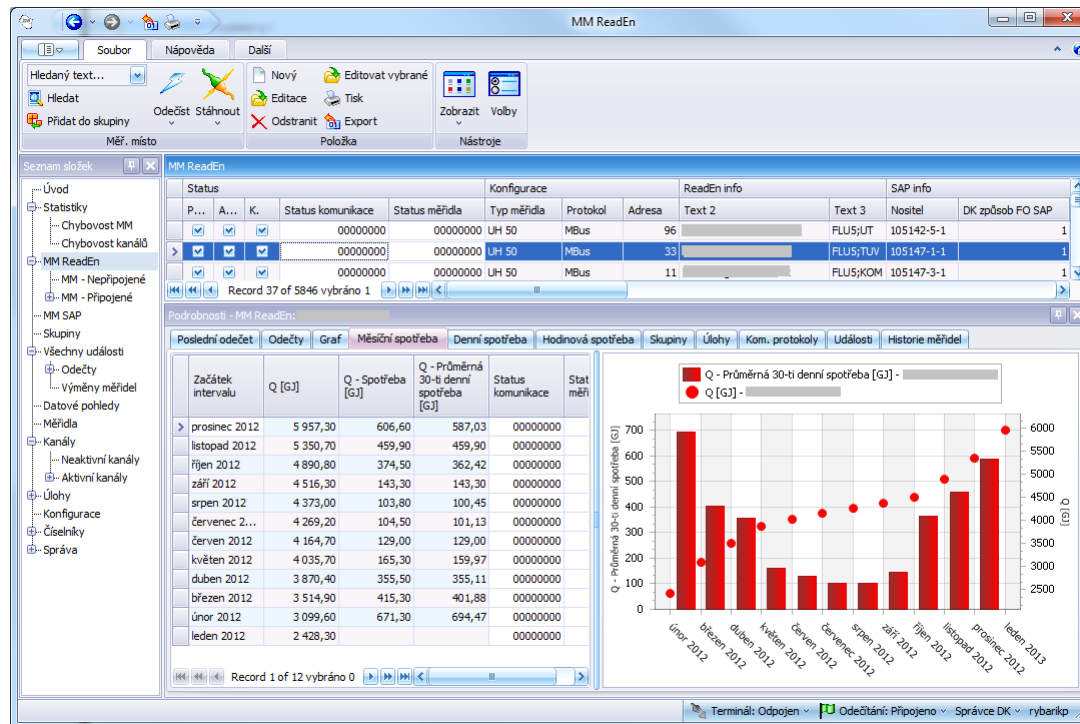 MM ReadEn
Soubor Nápověda Další
Hledaný text...
Hledat
Přidat do skupiny
Odečíst Stáhnout
Měř. místo
Nový Editovat vybrané
Editace Tisk
Odstranit Export
Položka
Zobrazit Volby
Nástroje
Seznam složek
Úvod
Statistiky
Chybovost MM
Chybovost kanálů
MM ReadEn
MM - Nepřipojené
MM - Připojené
MM SAP
Skupiny
Všechny události
Odečty
Výměny měřidel
Datové pohledy
Měřidla
Kanály
Neaktivní kanály
Aktivní kanály
Úlohy
Konfigurace
Číselníky
Správa
MM ReadEn
Status Konfigurace ReadEn info SAP info
P... A... K. Status komunikace Status měřidla Typ měřidla Protokol Adresa Text 2 Text 3 Nositel DK způsob FO SAP
00000000 00000000 UH 50 MBus 96 FLU5;UT 105142-5-1 1
00000000 00000000 UH 50 MBus 33 FLU5;TUV 105147-1-1 1
00000000 00000000 UH 50 MBus 11 FLU5;KOM 105147-3-1 1
Record 37 of 5846 vybráno 1
Podrobnosti - MM ReadEn:
Poslední odečet Odečty Graf Měsíční spotřeba Denní spotřeba Hodinová spotřeba Skupiny Úlohy Kom. protokoly Události Historie měřidel
Začátek intervalu Q [GJ] Q - Spotřeba [GJ] Q - Průměrná 30-ti denní spotřeba [GJ] Status komunikace Stat měři
prosinec 2012 5 957,30 606,60 587,03 00000000
listopad 2012 5 350,70 459,90 459,90 00000000
říjen 2012 4 890,80 374,50 362,42 00000000
září 2012 4 516,30 143,30 143,30 00000000
srpen 2012 4 373,00 103,80 100,45 00000000
červenec 2... 4 269,20 104,50 101,13 00000000
červen 2012 4 164,70 129,00 129,00 00000000
květen 2012 4 035,70 165,30 159,97 00000000
duben 2012 3 870,40 355,50 355,11 00000000
březen 2012 3 514,90 415,30 401,88 00000000
únor 2012 3 099,60 671,30 694,47 00000000
leden 2012 2 428,30 00000000
Record 1 of 12 vybráno 0
Q - Průměrná 30-ti denní spotřeba [GJ] -
Q [GJ] -
Q - Průměrná 30-ti denní spotřeba [GJ]
700
600
500
400
300
200
100
0
6000
5500
5000
4500
4000
3500
3000
2500
Q [GJ]
únor 2012
březen 2012
duben 2012
květen 2012
červen 2012
červenec 2012
srpen 2012
září 2012
říjen 2012
listopad 2012
prosinec 2012
leden 2013
Terminál: Odpojen Odečítání: Připojeno Správce DK rybarikp